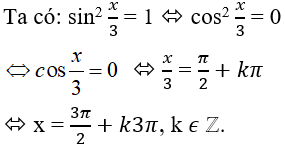 Ta có: sin² x/3 = 1 ⇔ cos² x/3 = 0
⇔ cos x/3 = 0 ⇔ x/3 = π/2 + kπ
⇔ x = 3π/2 + k3π, k ∈ ℤ.